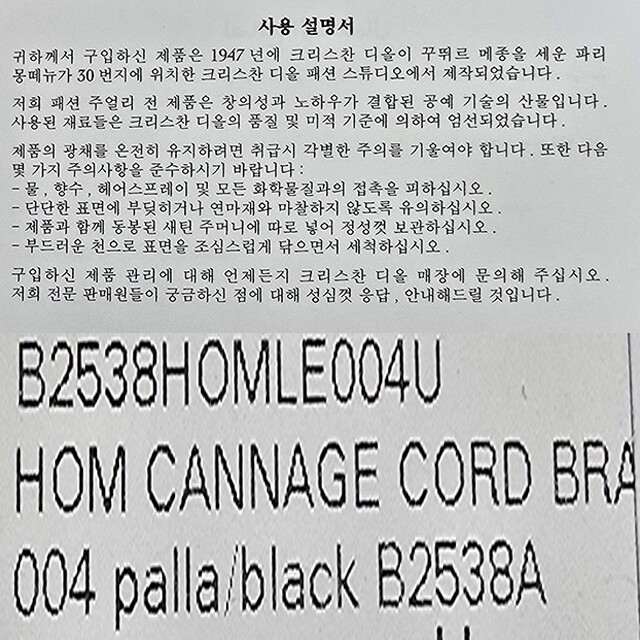 사용 설명서
귀하께서 구입하신 제품은 1947 년에 크리스찬 디올이 꾸뛰르 메종을 세운 파리
몽떼뉴가 30 번지에 위치한 크리스찬 디올 패션 스튜디오에서 제작되었습니다.
저희 패션 주얼리 전 제품은 창의성과 노하우가 결합된 공예 기술의 산물입니다.
사용된 재료들은 크리스찬 디올의 품질 및 미적 기준에 의하여 엄선되었습니다.
제품의 광채를 온전히 유지하려면 취급시 각별한 주의를 기울여야 합니다. 또한 다음
몇 가지 주의사항을 준수하시기 바랍니다:
- 물, 향수, 헤어스프레이 및 모든 화학물질과의 접촉을 피하십시오.
- 단단한 표면에 부딪히거나 연마재와 마찰하지 않도록 유의하십시오.
- 제품과 함께 동봉된 새틴 주머니에 따로 넣어 정성껏 보관하십시오.
- 부드러운 천으로 표면을 조심스럽게 닦으면서 세척하십시오.
구입하신 제품 관리에 대해 언제든지 크리스찬 디올 매장에 문의해 주십시오.
저희 전문 판매원들이 궁금하신 점에 대해 성심껏 응답, 안내해드릴 것입니다.
B2538HOMLE004U
HOM CANNAGE CORD BRA
004 palla/black B2538A